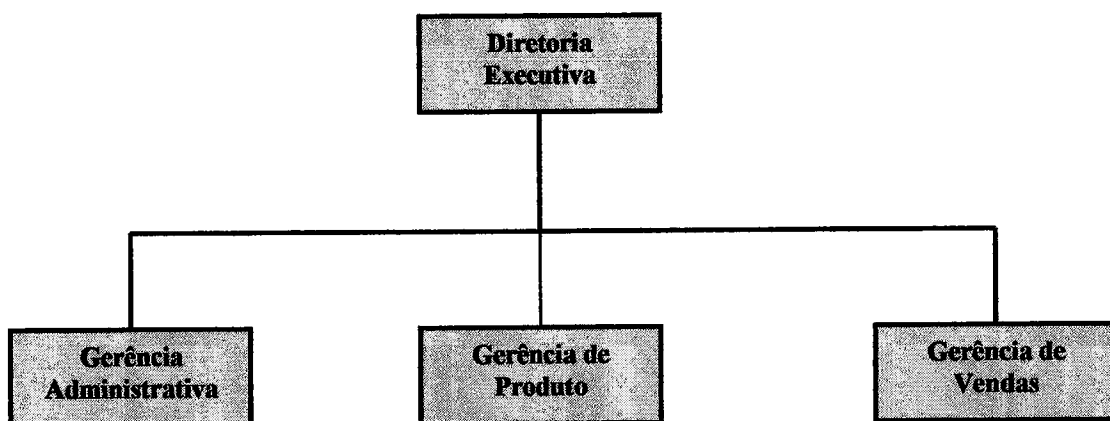 Diretoria
Executiva
Gerência
Administrativa
Gerência de
Produto
Gerência de
Vendas